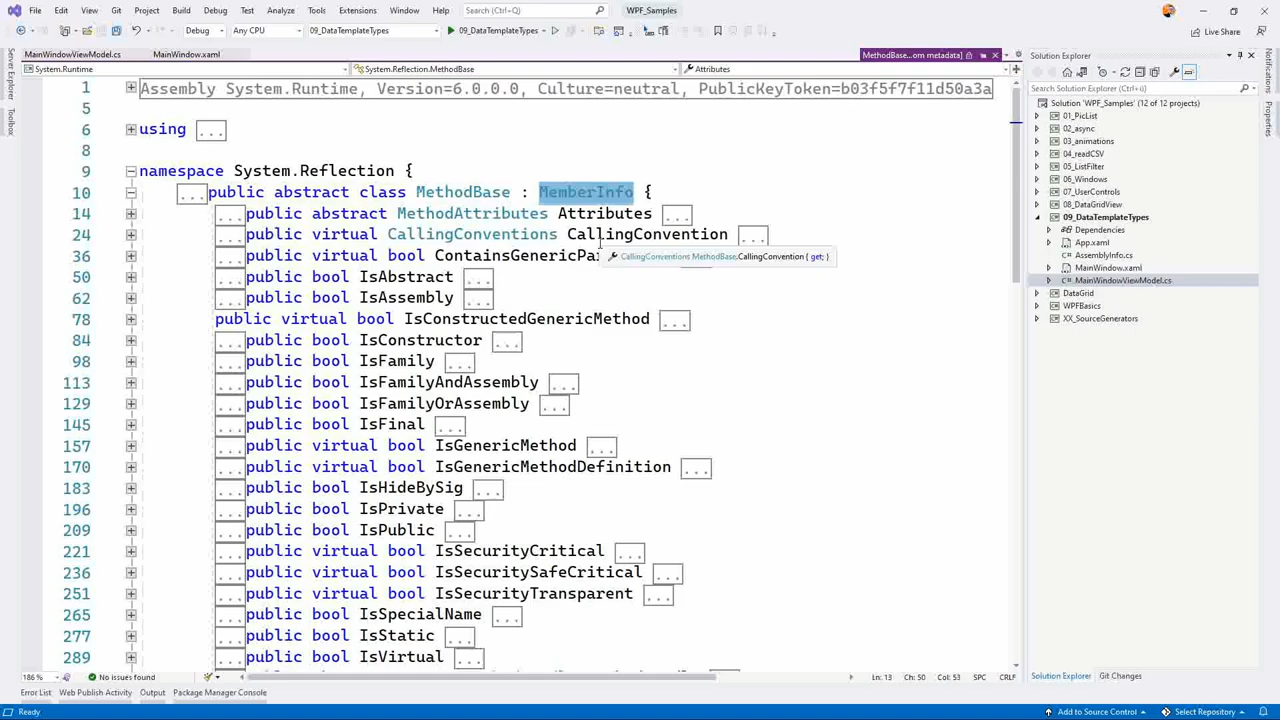 File Edit View Git Project Build Debug Test Analyze Tools Extensions Window Help Search (Ctrl+Q) WPF_Samples
Debug Any CPU 09_DataTemplateTypes 09_DataTemplateTypes Live Share
MainWindowViewModel.cs MainWindow.xaml MethodBase...om metadata] Solution Explorer
System.Runtime System.Reflection.MethodBase Attributes
1 Assembly System.Runtime, Version=6.0.0.0, Culture=neutral, PublicKeyToken=b03f5f7f11d50a3a
5
6 using ...
8
9 namespace System.Reflection {
10 ... public abstract class MethodBase : MemberInfo {
14 ... public abstract MethodAttributes Attributes ...
24 ... public virtual CallingConventions CallingConvention ...
36 ... public virtual bool ContainsGenericPa
CallingConventions MethodBase.CallingConvention { get; }
50 ... public bool IsAbstract ...
62 ... public bool IsAssembly ...
78 public virtual bool IsConstructedGenericMethod ...
84 ... public bool IsConstructor ...
98 ... public bool IsFamily ...
113 ... public bool IsFamilyAndAssembly ...
129 ... public bool IsFamilyOrAssembly ...
145 ... public bool IsFinal ...
157 ... public virtual bool IsGenericMethod ...
170 ... public virtual bool IsGenericMethodDefinition ...
183 ... public bool IsHideBySig ...
196 ... public bool IsPrivate ...
209 ... public bool IsPublic ...
221 ... public virtual bool IsSecurityCritical ...
236 ... public virtual bool IsSecuritySafeCritical ...
251 ... public virtual bool IsSecurityTransparent ...
265 ... public bool IsSpecialName ...
277 ... public bool IsStatic ...
289 ... public bool IsVirtual ...
Server Explorer
Toolbox
Search Solution Explorer (Ctrl+ü)
Solution 'WPF_Samples' (12 of 12 projects)
01_PicList
02_async
03_animations
04_readCSV
05_ListFilter
06_Windows
07_UserControls
08_DataGridView
09_DataTemplateTypes
Dependencies
App.xaml
AssemblyInfo.cs
MainWindow.xaml
MainWindowViewModel.cs
DataGrid
WPFBasics
XX_SourceGenerators
Notifications
Properties
186 % No issues found Ln: 13 Ch: 50 Col: 53 SPC CRLF
Solution Explorer Git Changes
Error List Web Publish Activity Output Package Manager Console
Ready Add to Source Control Select Repository